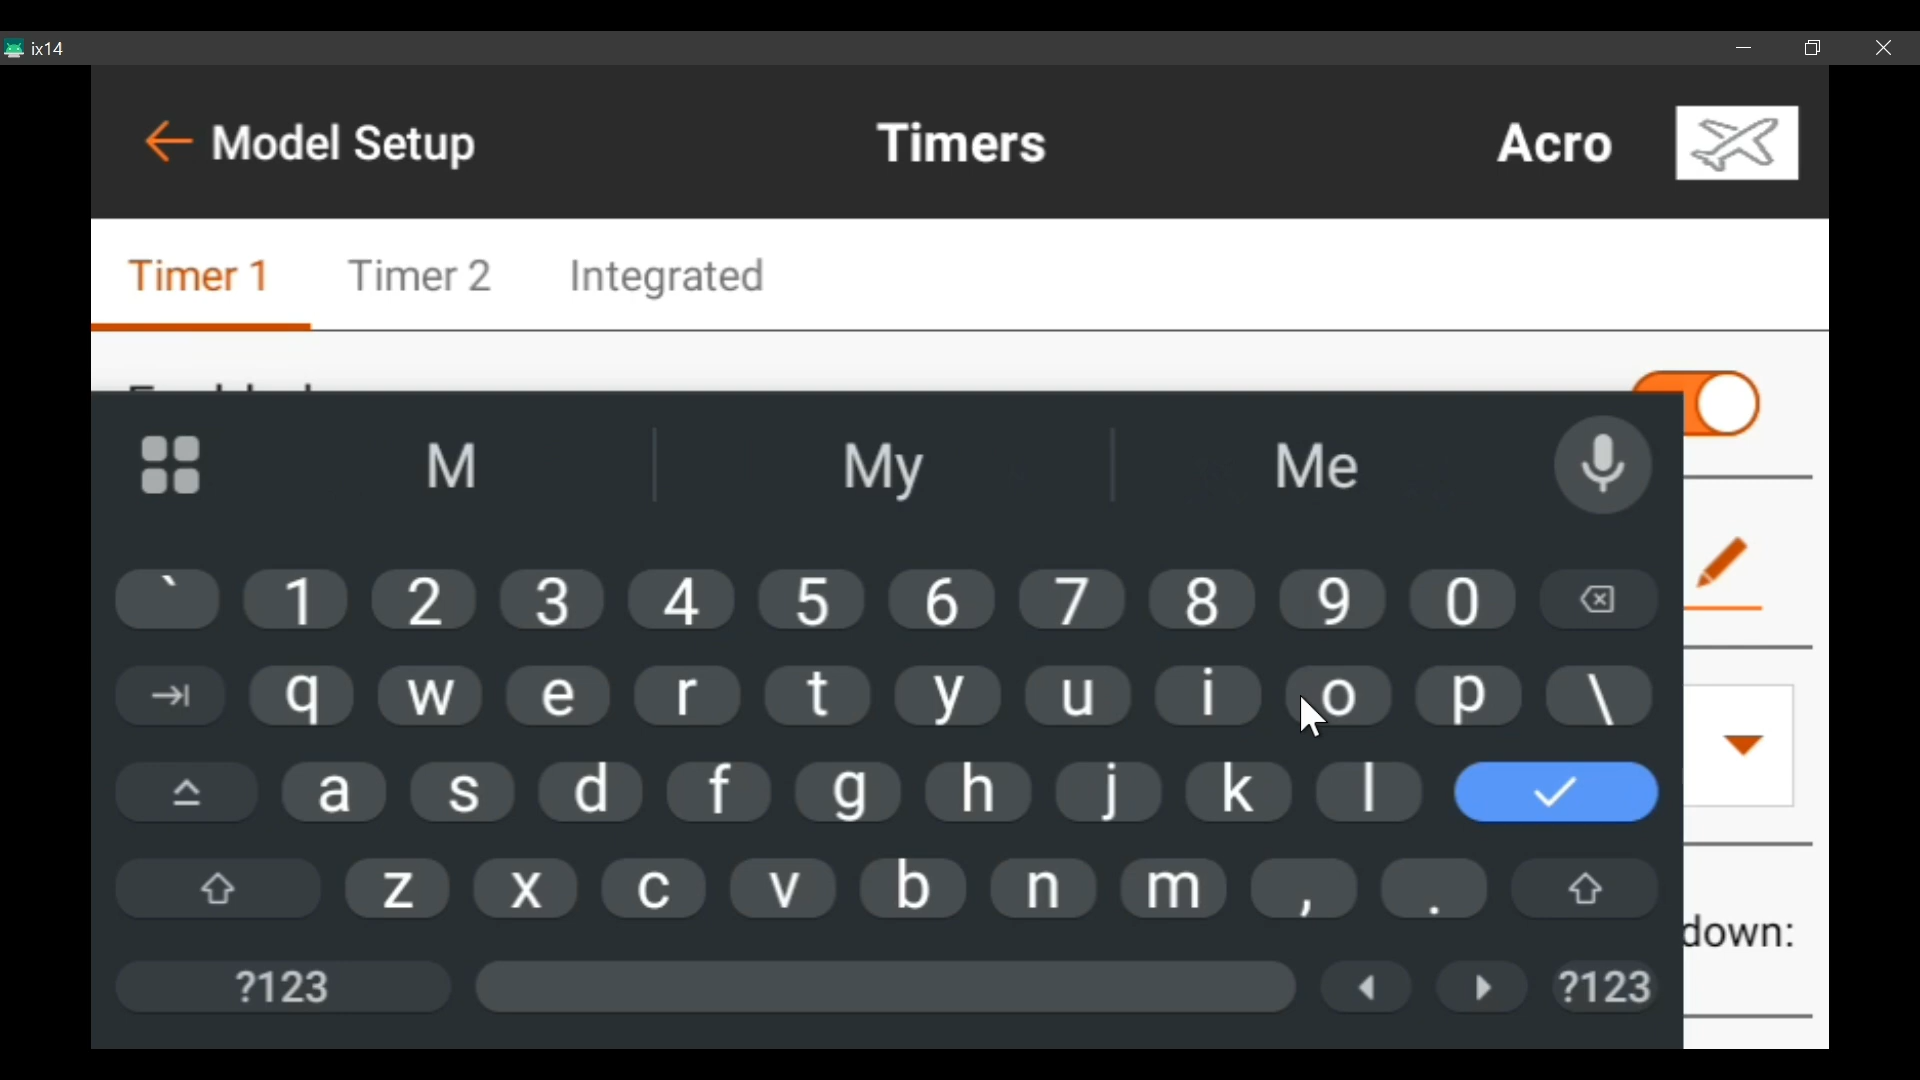 ix14
Model Setup Timers Acro
Timer 1 Timer 2 Integrated
M My Me
` 1 2 3 4 5 6 7 8 9 0
q w e r t y u i o p \
a s d f g h j k l
z x c v b n m , .
down:
?123 ?123